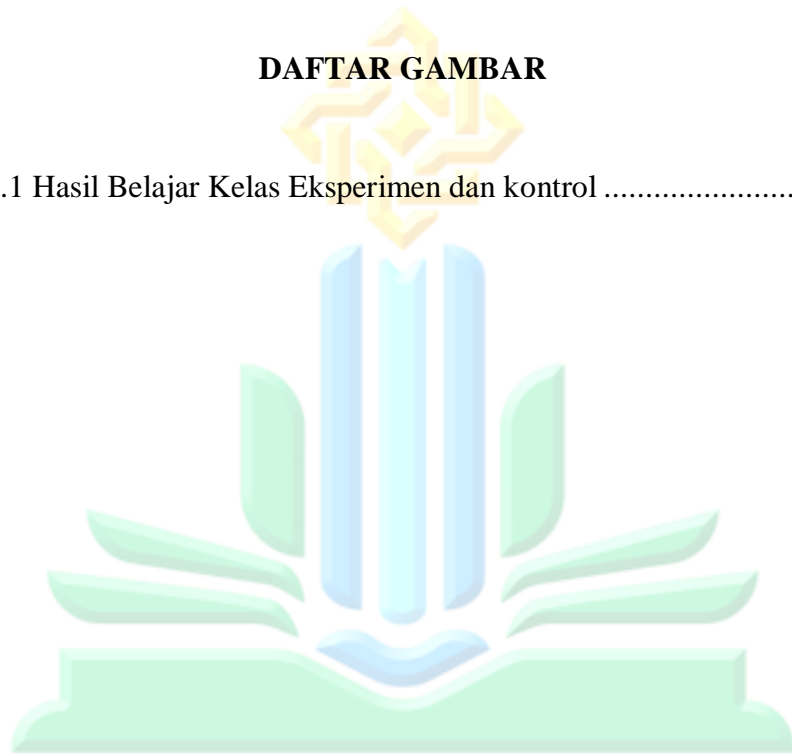 DAFTAR GAMBAR
.1 Hasil Belajar Kelas Eksperimen dan kontrol .......................